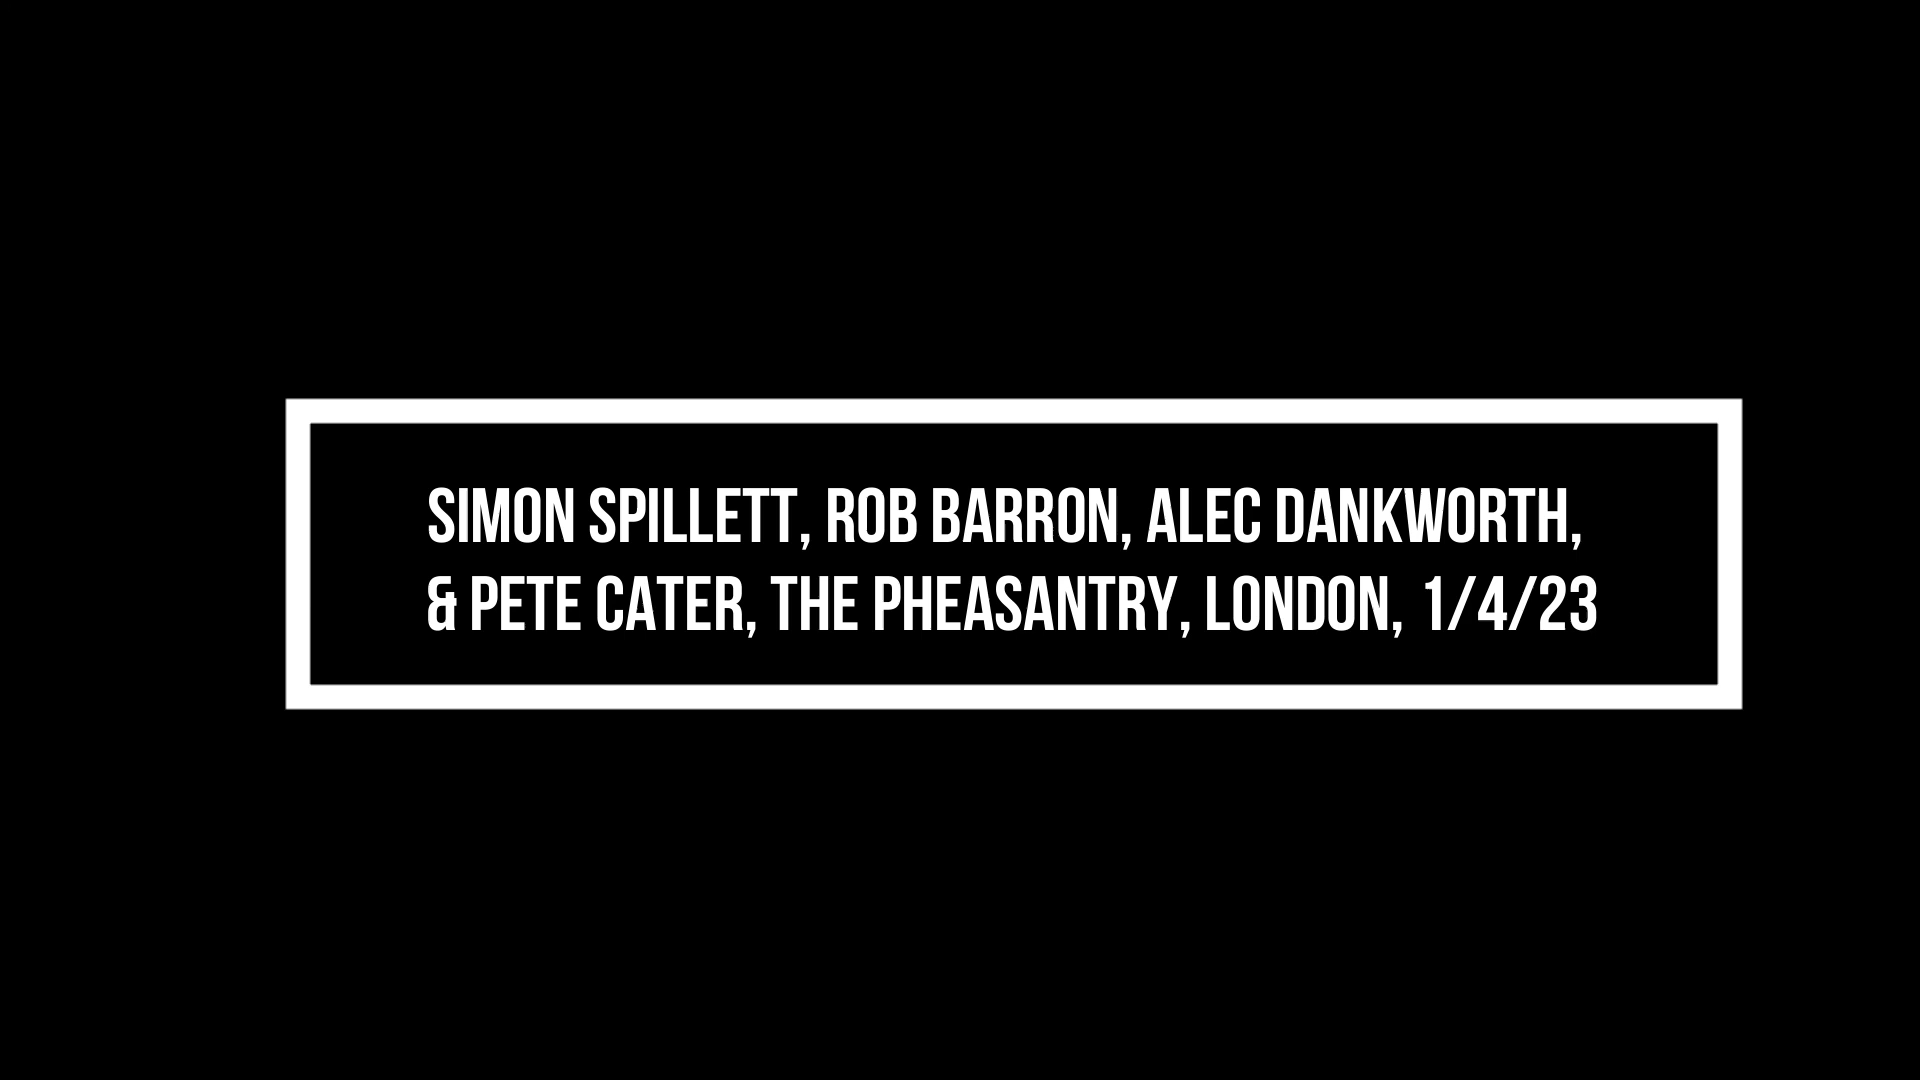 SIMON SPILLETT, ROB BARRON, ALEC DANKWORTH,
& PETE CATER, THE PHEASANTRY, LONDON, 1/4/23